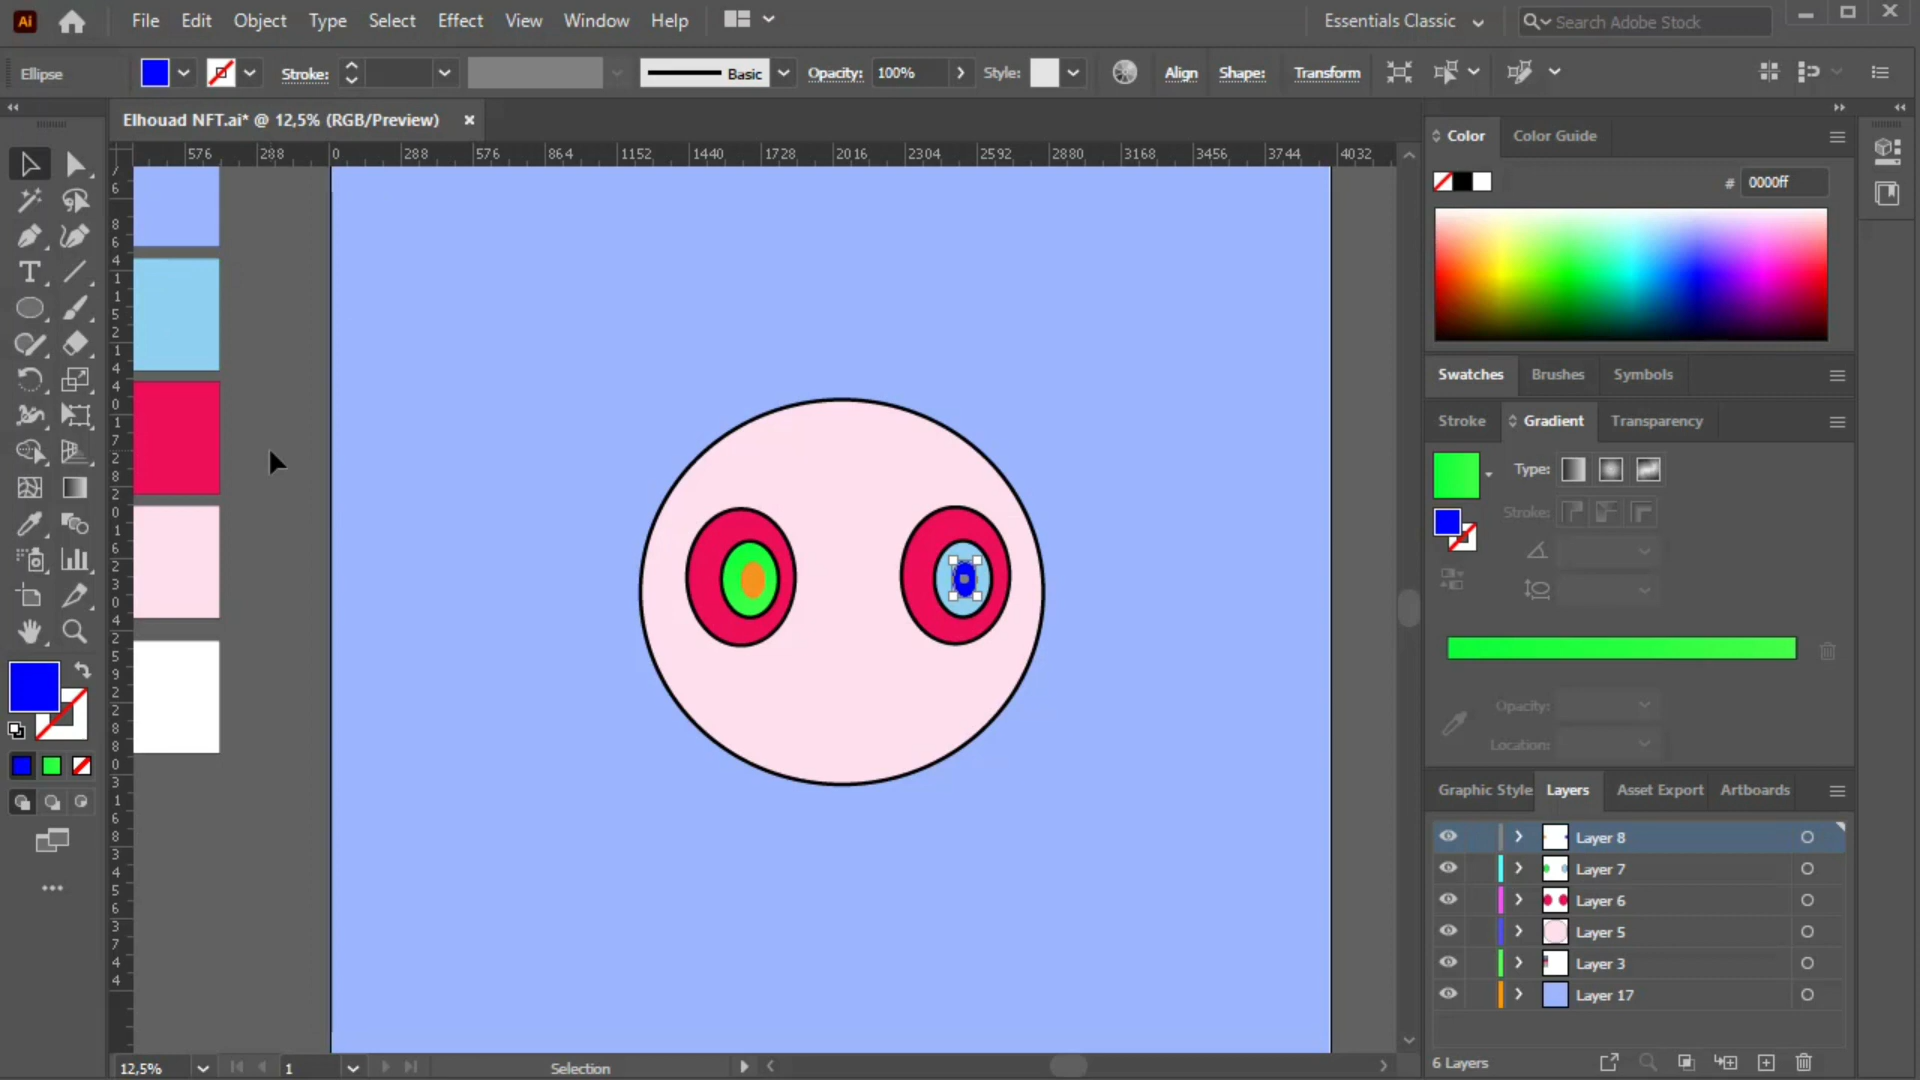 Ai File Edit Object Type Select Effect View Window Help Essentials Classic Search Adobe Stock
Ellipse Stroke: Basic Opacity: 100% Style: Align Shape: Transform
Elhouad NFT.ai* @ 12,5% (RGB/Preview)
576 288 0 288 576 864 1152 1440 1728 2016 2304 2592 2880 3168 3456 3744 4032
Color Color Guide
# 0000ff
Swatches Brushes Symbols
Stroke Gradient Transparency
Type:
Stroke:
Opacity:
Location:
Graphic Style Layers Asset Export Artboards
Layer 8
Layer 7
Layer 6
Layer 5
Layer 3
Layer 17
6 Layers
12,5% 1 Selection